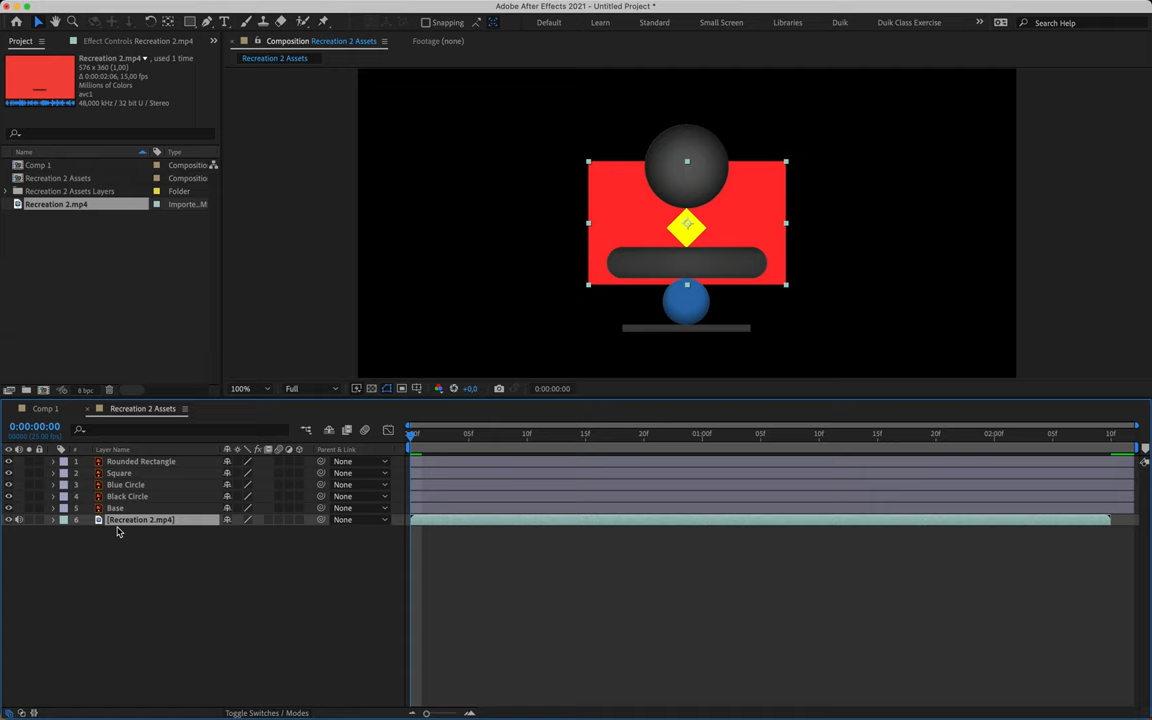 Adobe After Effects 2021 - Untitled Project *
Snapping
Default
Learn
Standard
Small Screen
Libraries
Duik
Duik Class Exercise
Search Help
Project
Effect Controls Recreation 2.mp4
Composition Recreation 2 Assets
Footage (none)
Recreation 2 Assets
Recreation 2.mp4, used 1 time
576 x 360 (1,00)
Δ 0:00:02:06, 15,00 fps
Millions of Colors
avc1
48,000 kHz / 32 bit U / Stereo
Name Type
Comp 1 Compositio
Recreation 2 Assets Compositio
Recreation 2 Assets Layers Folder
Recreation 2.mp4 Importe...M
8 bpc
100%
Full
+0,0
0:00:00:00
Comp 1
Recreation 2 Assets
0:00:00:00
00000 (25.00 fps)
05f 10f 15f 20f 01:00f 05f 10f 15f 20f 02:00f 05f 10f
# Layer Name Parent & Link
1 Rounded Rectangle None
2 Square None
3 Blue Circle None
4 Black Circle None
5 Base None
6 [Recreation 2.mp4] None
Toggle Switches / Modes